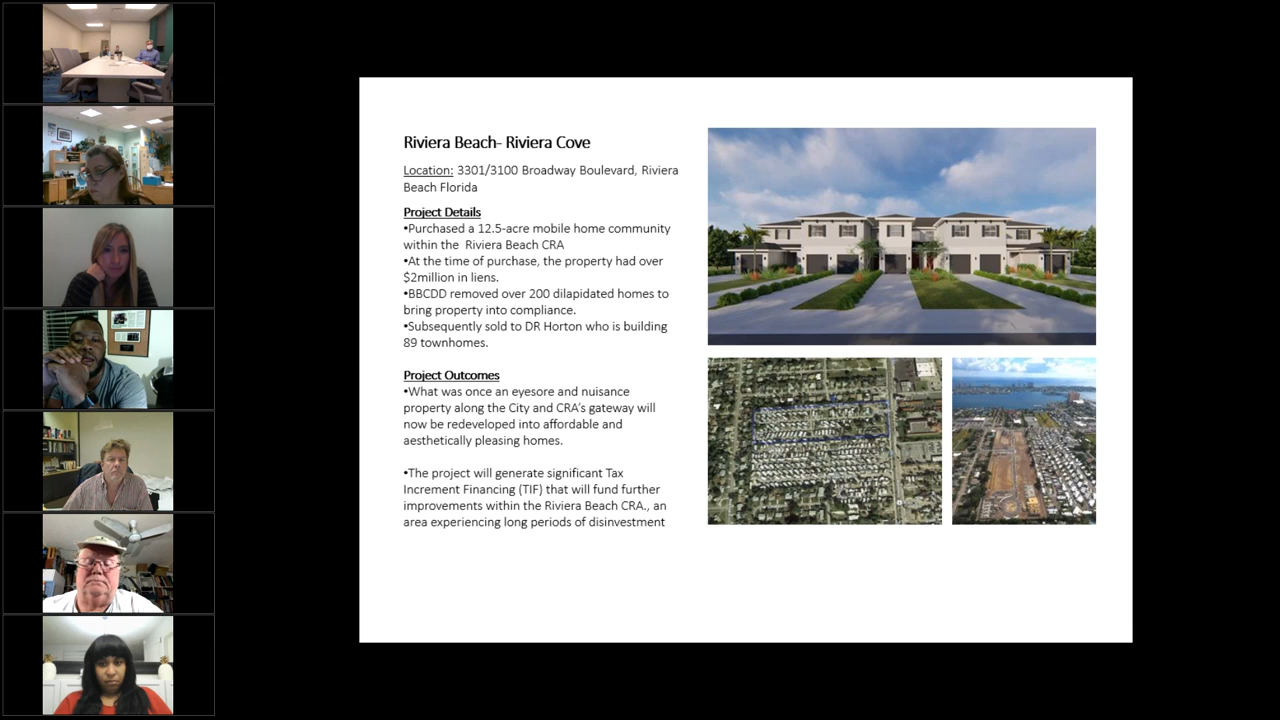 Riviera Beach- Riviera Cove
Location: 3301/3100 Broadway Boulevard, Riviera
Beach Florida
Project Details
•Purchased a 12.5-acre mobile home community
within the  Riviera Beach CRA
•At the time of purchase, the property had over
$2million in liens.
•BBCDD removed over 200 dilapidated homes to
bring property into compliance.
•Subsequently sold to DR Horton who is building
89 townhomes.
Project Outcomes
•What was once an eyesore and nuisance
property along the City and CRA’s gateway will
now be redeveloped into affordable and
aesthetically pleasing homes.
•The project will generate significant Tax
Increment Financing (TIF) that will fund further
improvements within the Riviera Beach CRA., an
area experiencing long periods of disinvestment